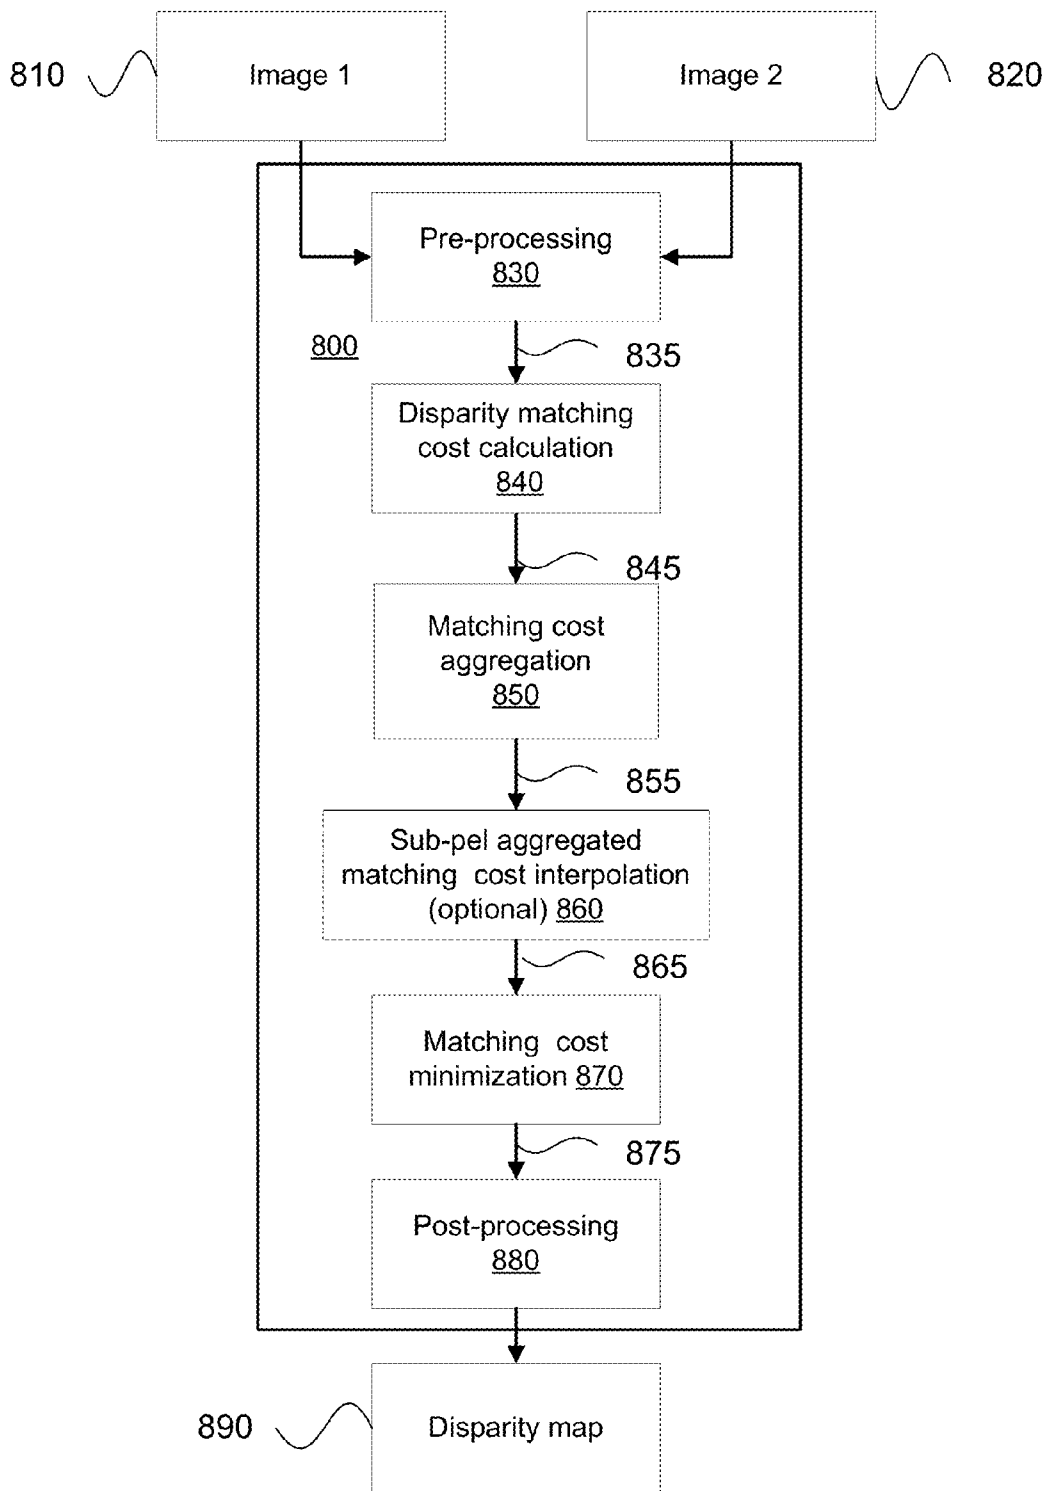 810
Image 1
Image 2
820
Pre-processing
830
800
835
Disparity matching
cost calculation
840
845
Matching cost
aggregation
850
855
Sub-pel aggregated
matching cost interpolation
(optional) 860
865
Matching cost
minimization 870
875
Post-processing
880
890
Disparity map